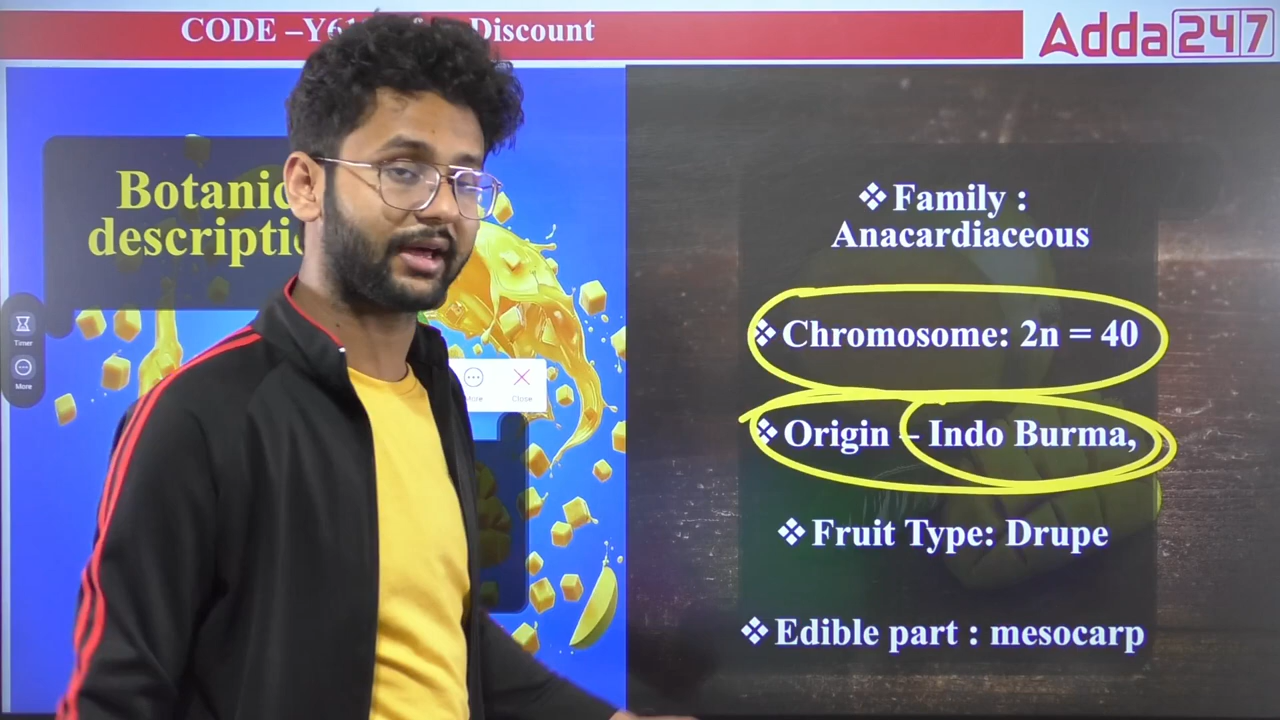 CODE –Y6 Discount
Adda247
Botanic
descripti
❖Family :
Anacardiaceous
❖Chromosome: 2n = 40
❖Origin – Indo Burma,
❖Fruit Type: Drupe
❖Edible part : mesocarp
Timer
More
More
Close